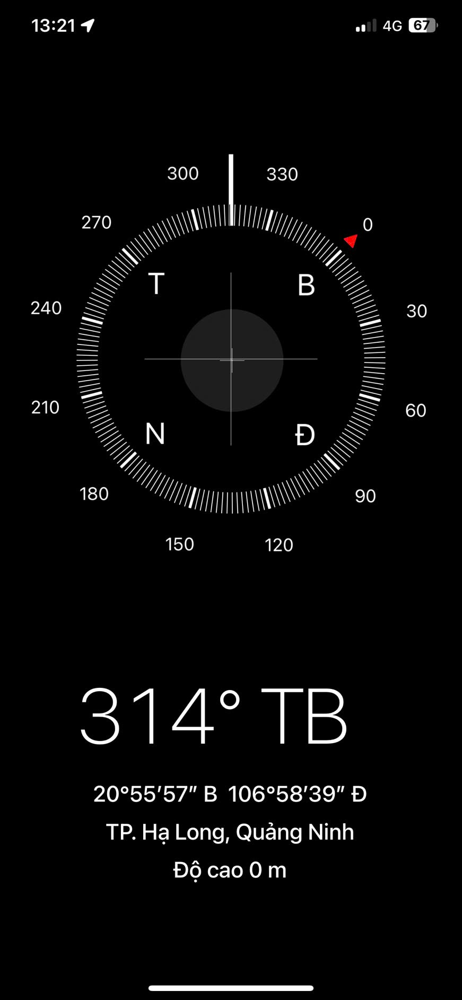 13:21 4G 67
300 330
270 0
T B
240 30
210 60
N Đ
180 90
150 120
314° TB
20°55′57″ B 106°58′39″ Đ
TP. Hạ Long, Quảng Ninh
Độ cao 0 m